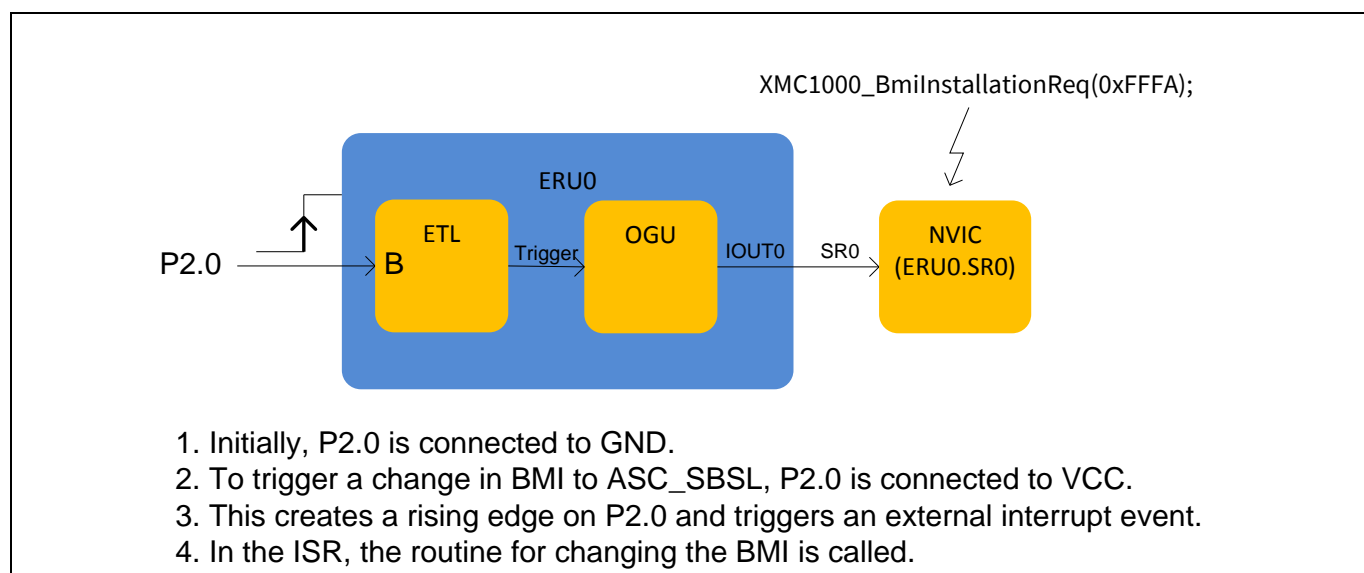 XMC1000_BmiInstallationReq(0xFFFA);
ERU0
ETL
OGU
NVIC
(ERU0.SR0)
P2.0
B
Trigger
IOUT0
SR0
1. Initially, P2.0 is connected to GND.
2. To trigger a change in BMI to ASC_SBSL, P2.0 is connected to VCC.
3. This creates a rising edge on P2.0 and triggers an external interrupt event.
4. In the ISR, the routine for changing the BMI is called.